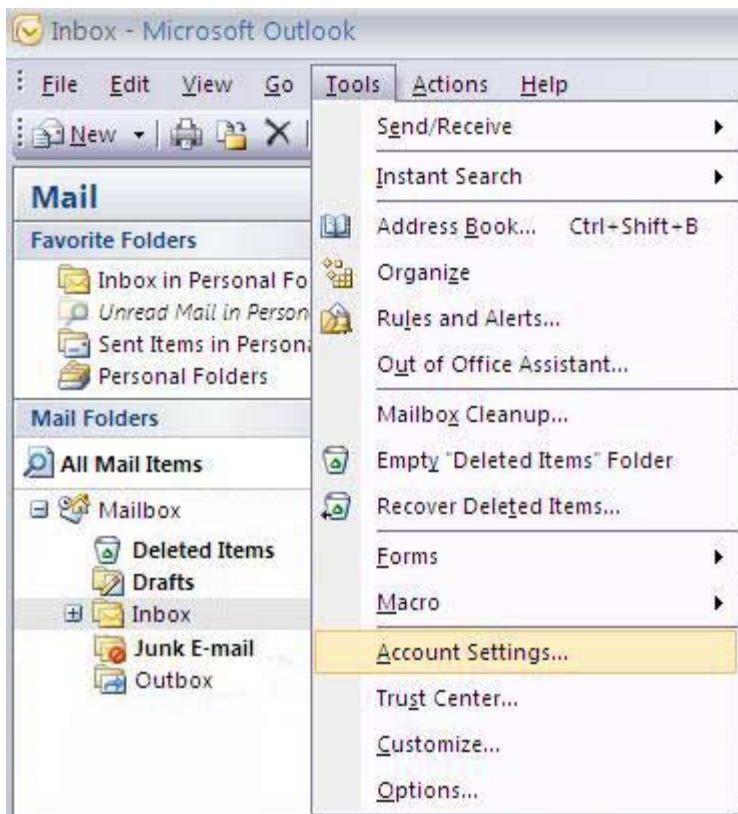 Inbox - Microsoft Outlook
File Edit View Go Tools Actions Help
New
Mail
Favorite Folders
Inbox in Personal Fo
Unread Mail in Person
Sent Items in Persona
Personal Folders
Mail Folders
All Mail Items
Mailbox
Deleted Items
Drafts
Inbox
Junk E-mail
Outbox
Send/Receive
Instant Search
Address Book... Ctrl+Shift+B
Organize
Rules and Alerts...
Out of Office Assistant...
Mailbox Cleanup...
Empty "Deleted Items" Folder
Recover Deleted Items...
Forms
Macro
Account Settings...
Trust Center...
Customize...
Options...